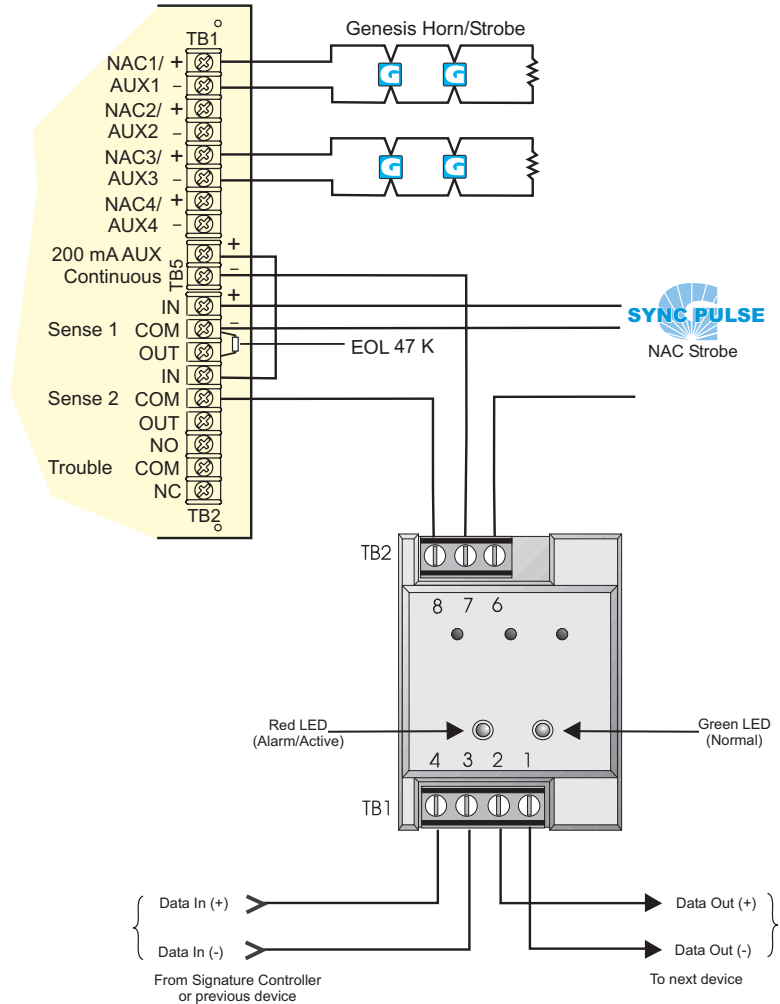 TB1
Genesis Horn/Strobe
NAC1/ +
AUX1 –
G G
NAC2/ +
AUX2 –
NAC3/ +
AUX3 –
G G
NAC4/ +
AUX4 –
200 mA AUX +
Continuous –
TB5
IN +
Sense 1 COM –
OUT
EOL 47 K
SYNC PULSE
NAC Strobe
IN
Sense 2 COM
OUT
NO
Trouble COM
NC
TB2
TB2
8 7 6
Red LED
(Alarm/Active)
Green LED
(Normal)
4 3 2 1
TB1
Data In (+)
Data Out (+)
Data In (-)
Data Out (-)
From Signature Controller
or previous device
To next device